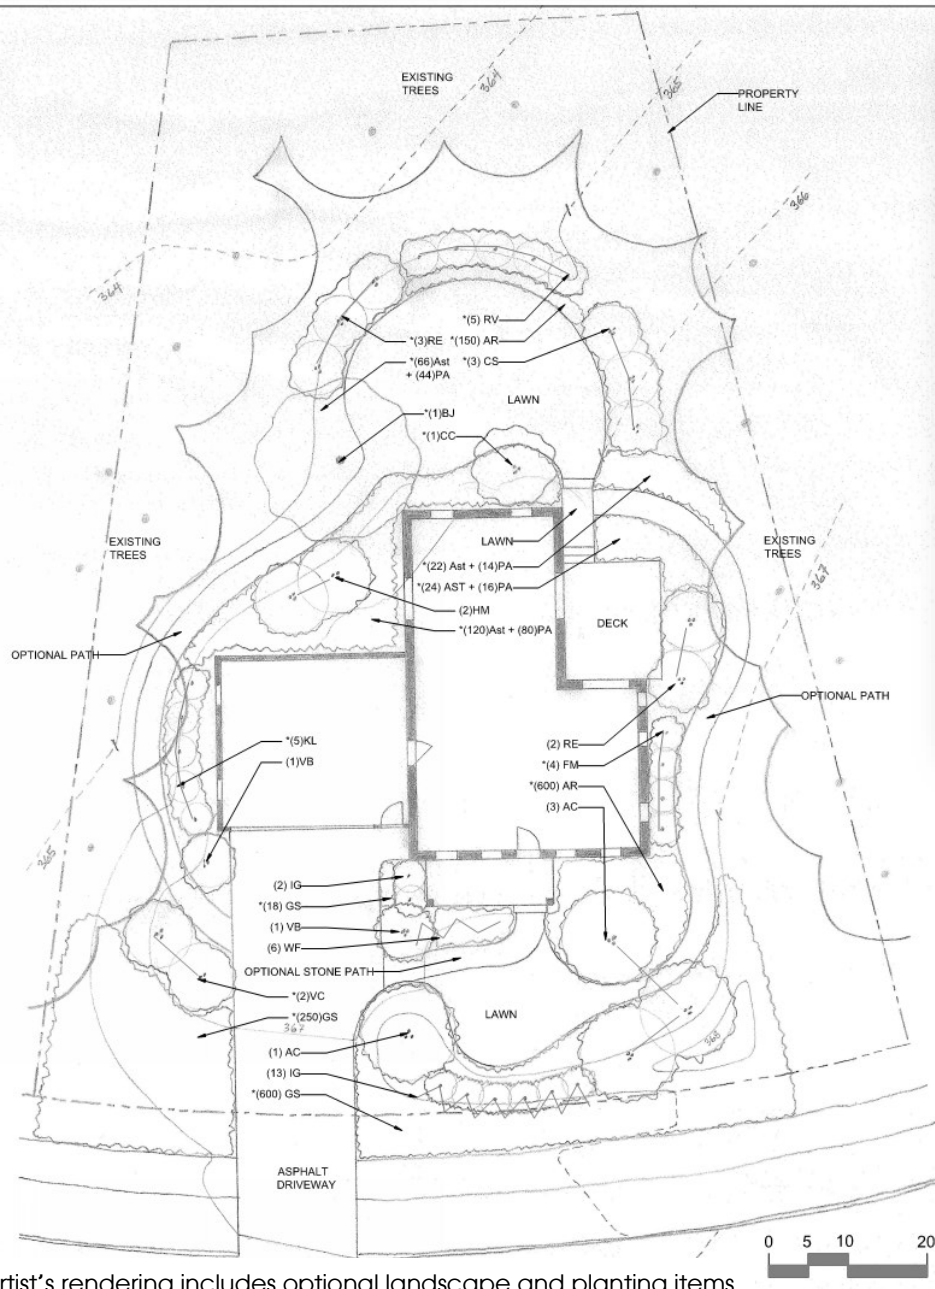 EXISTING
TREES
364
365
PROPERTY
LINE
366
364
*(5) RV
*(3)RE *(150) AR
*(66)Ast *(3) CS
+ (44)PA
LAWN
*(1)BJ
*(1)CC
EXISTING
TREES
LAWN
EXISTING
TREES
*(22) Ast + (14)PA
367
*(24) AST + (16)PA
(2)HM
DECK
*(120)Ast + (80)PA
OPTIONAL PATH
OPTIONAL PATH
*(5)KL
(2) RE
(1)VB
*(4) FM
*(600) AR
(3) AC
365
(2) IG
*(18) GS
(1) VB
(6) WF
OPTIONAL STONE PATH
*(2)VC
*(250)GS
LAWN
367
368
(1) AC
(13) IG
*(600) GS
ASPHALT
DRIVEWAY
0 5 10 20
rtist's rendering includes optional landscape and planting items